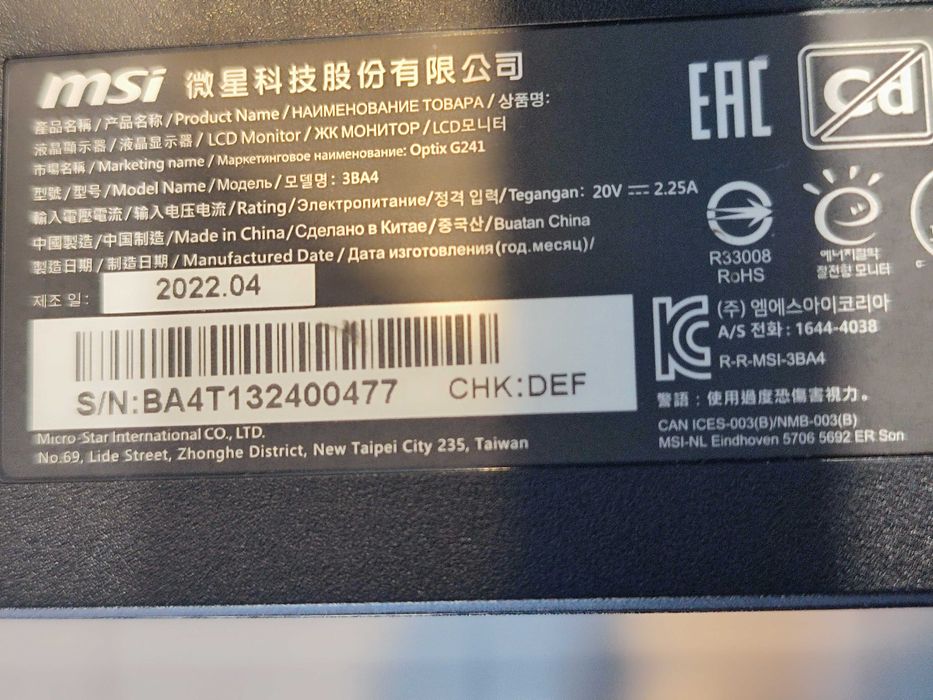 msi 微星科技股份有限公司
產品名稱/产品名称/Product Name/НАИМЕНОВАНИЕ ТОВАРА/상품명:
液晶顯示器/液晶显示器/LCD Monitor/ЖК МОНИТОР/LCD모니터
市場名稱/Marketing name/Маркетинговое наименование: Optix G241
型號/型号/Model Name/Модель/모델명: 3BA4
輸入電壓電流/输入电压电流/Rating/Электропитание/정격 입력/Tegangan: 20V ⎓ 2.25A
中國製造/中国制造/Made in China/Сделано в Китае/중국산/Buatan China
製造日期/制造日期/Manufactured Date/Дата изготовления(год.месяц)/
제조 일: 2022.04
S/N:BA4T132400477 CHK:DEF
Micro-Star International CO., LTD.
No.69, Lide Street, Zhonghe District, New Taipei City 235, Taiwan
EAC
Cd
R33008
RoHS
에너지절약
절전형 모니터
(주) 엠에스아이코리아
A/S 전화 : 1644-4038
R-R-MSI-3BA4
警語：使用過度恐傷害視力。
CAN ICES-003(B)/NMB-003(B)
MSI-NL Eindhoven 5706 5692 ER Son